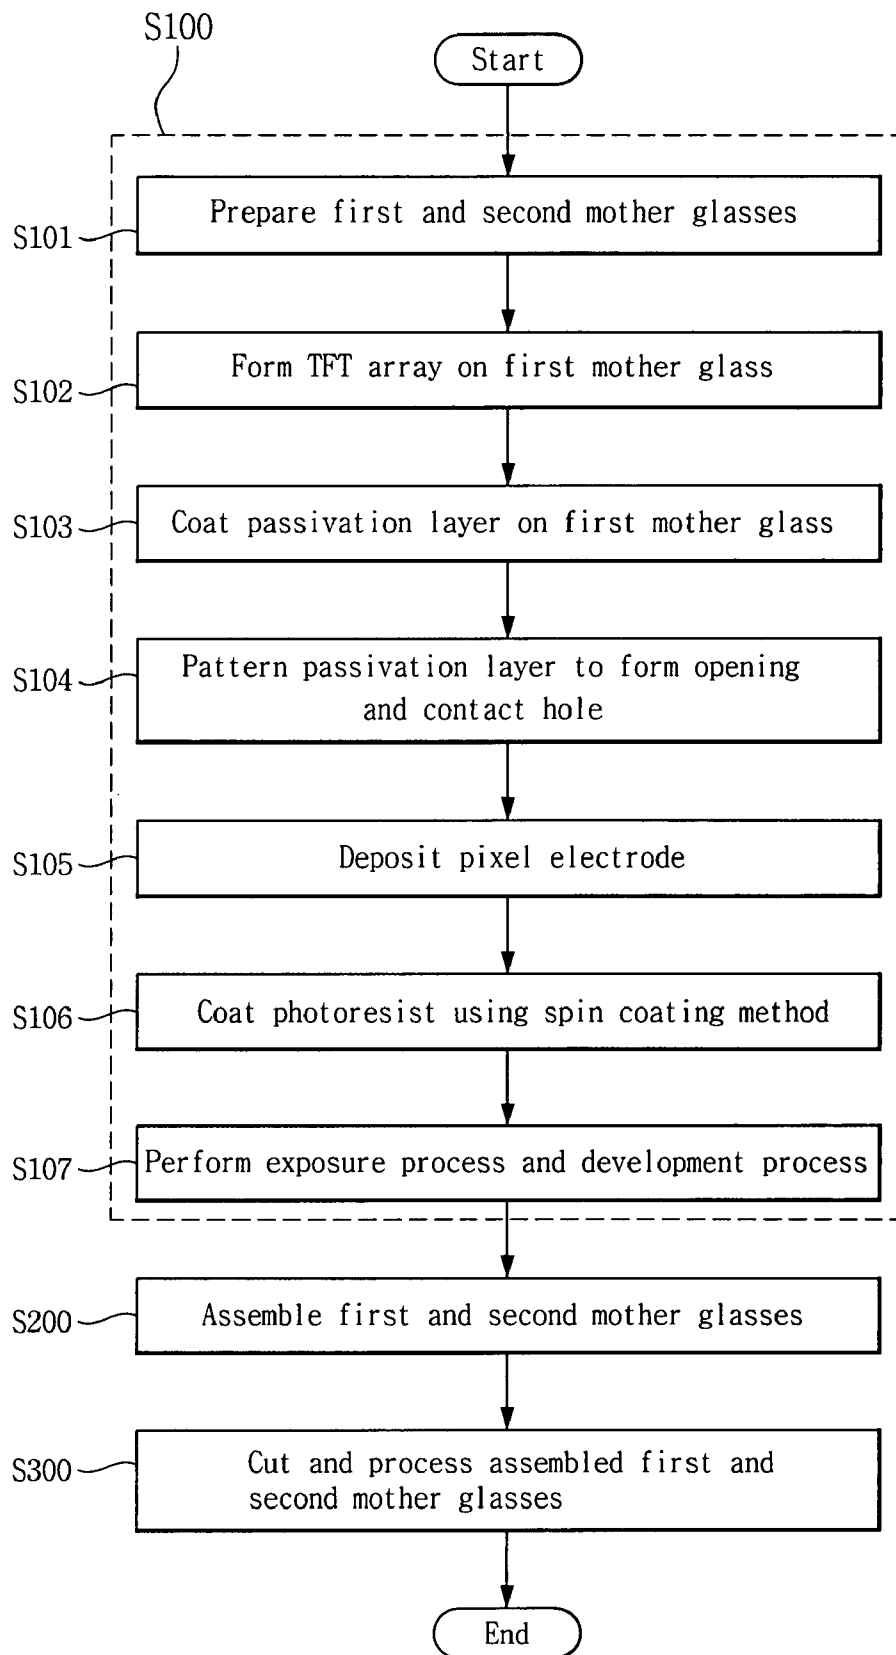 S100
Start
S101
Prepare first and second mother glasses
S102
Form TFT array on first mother glass
S103
Coat passivation layer on first mother glass
S104
Pattern passivation layer to form opening
and contact hole
S105
Deposit pixel electrode
S106
Coat photoresist using spin coating method
S107
Perform exposure process and development process
S200
Assemble first and second mother glasses
S300
Cut and process assembled first and
second mother glasses
End